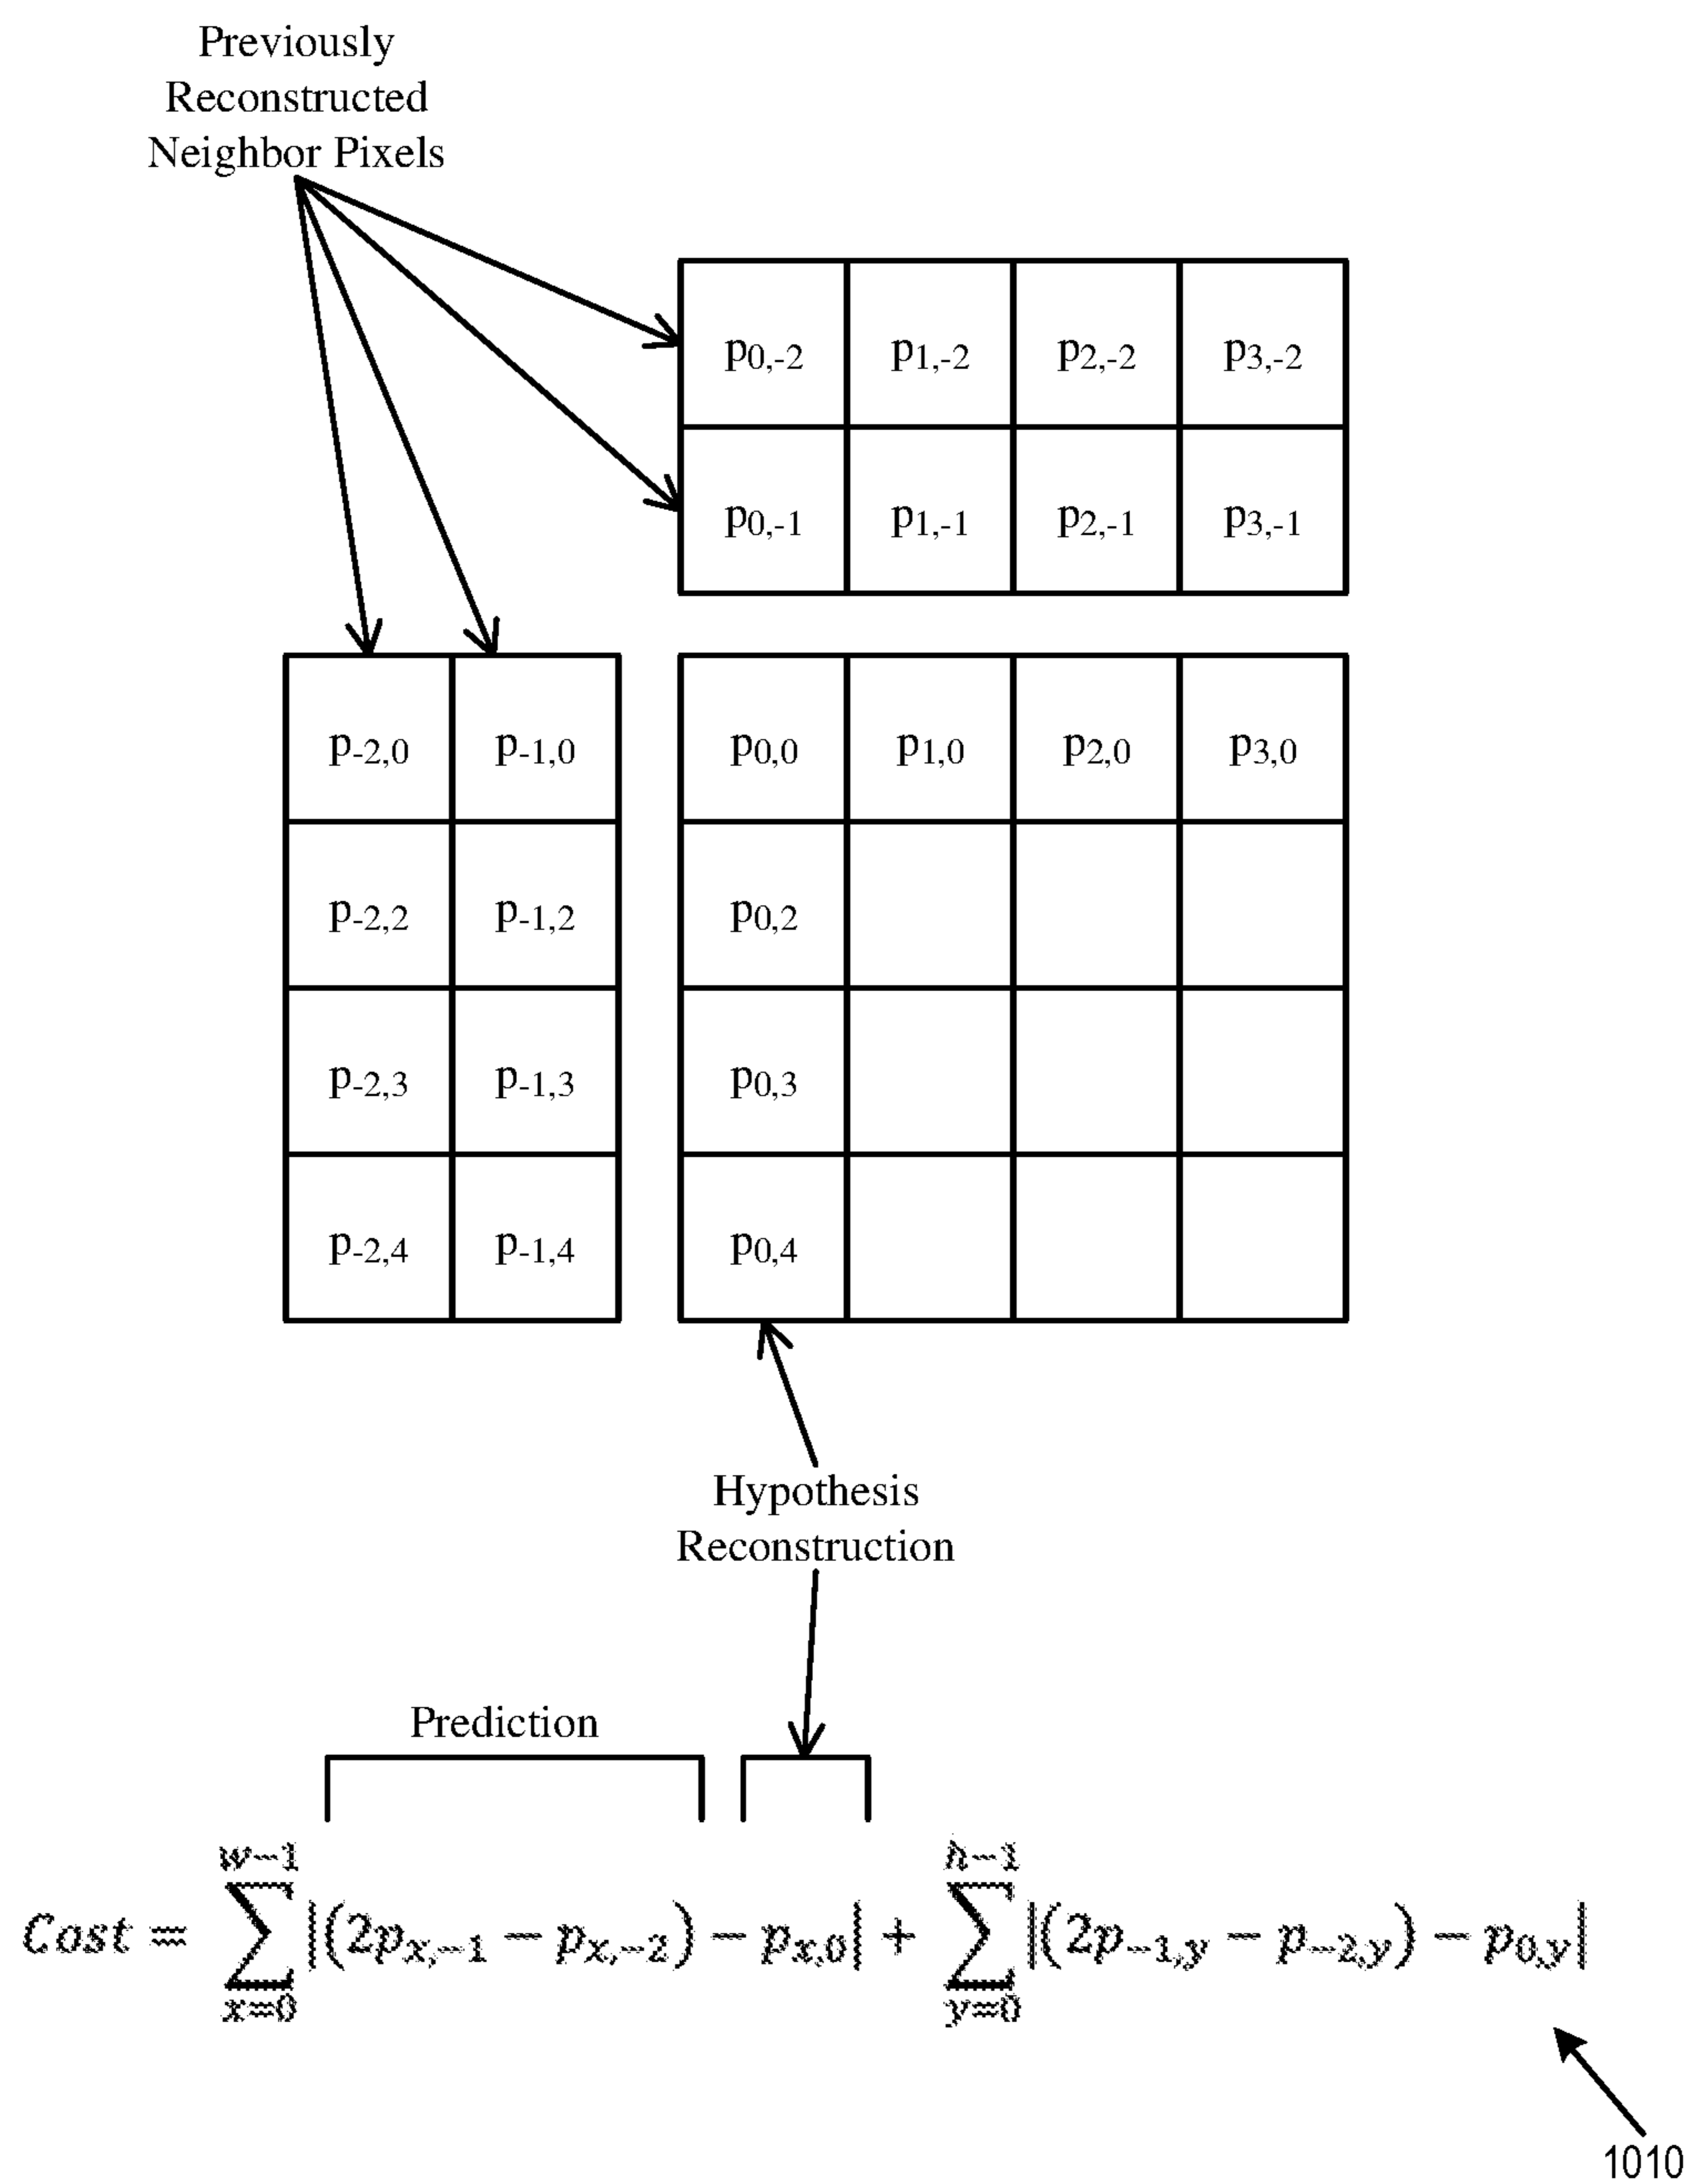 Previously
Reconstructed
Neighbor Pixels
p0,-2 p1,-2 p2,-2 p3,-2
p0,-1 p1,-1 p2,-1 p3,-1
p-2,0 p-1,0 p0,0 p1,0 p2,0 p3,0
p-2,2 p-1,2 p0,2
p-2,3 p-1,3 p0,3
p-2,4 p-1,4 p0,4
Hypothesis
Reconstruction
Prediction
Cost = ∑_{x=0}^{w-1} |(2p_{x,-1} - p_{x,-2}) - p_{x,0}| + ∑_{y=0}^{h-1} |(2p_{-1,y} - p_{-2,y}) - p_{0,y}|
1010